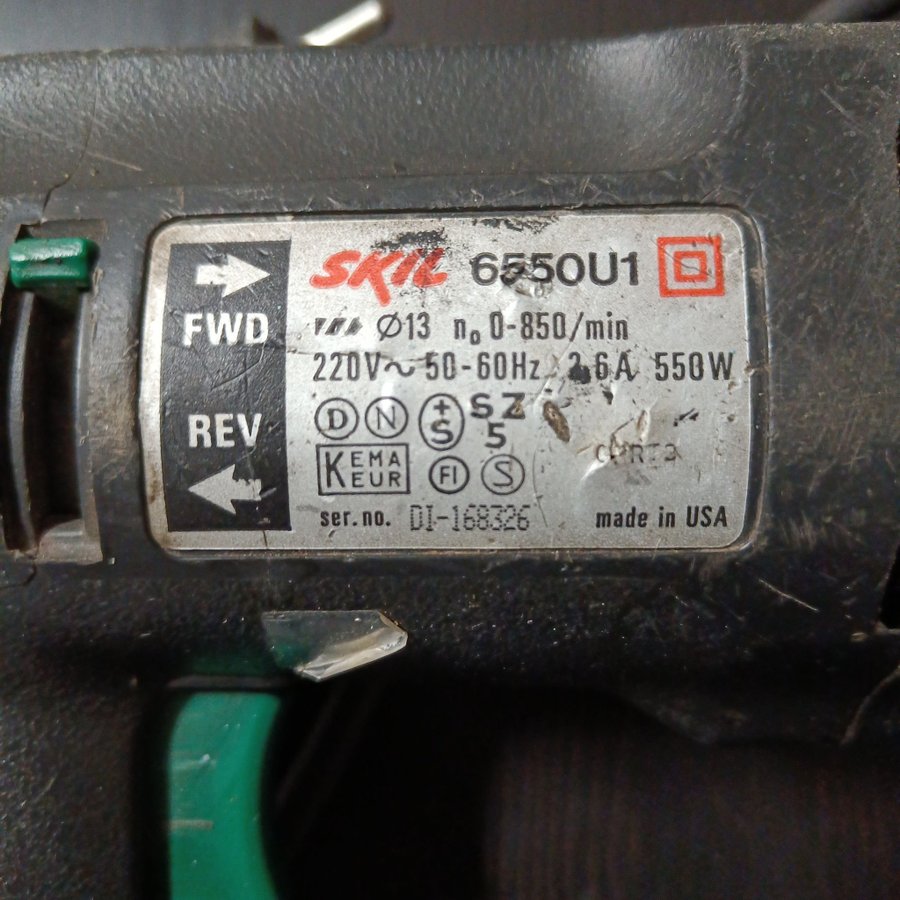 FWD
REV
SKIL 6550U1
Ø13 n₀ 0-850/min
220V~ 50-60Hz 2.6A 550W
D N +S SZ 5
KEMA KEUR FI S
ser.no. DI-168326 made in USA